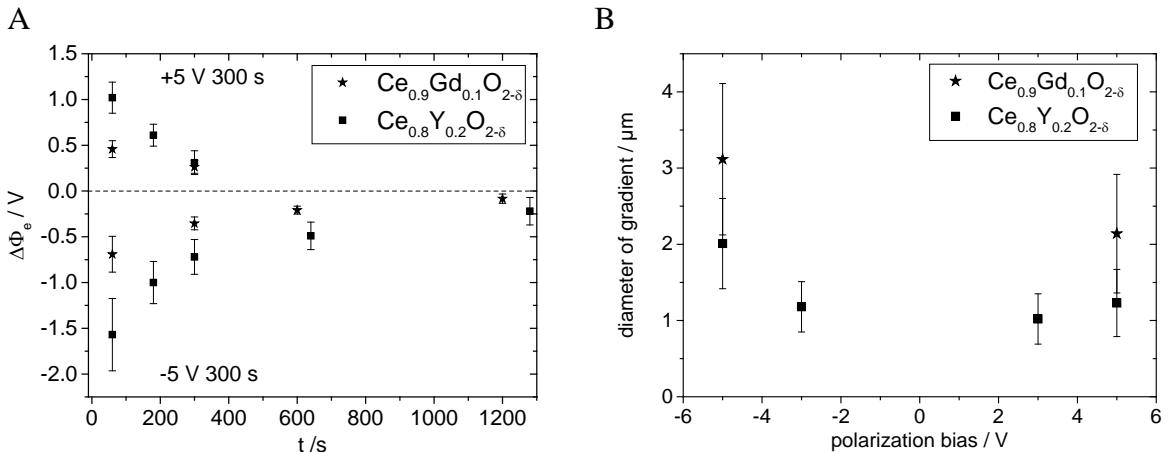 A
1.5
1.0
0.5
0.0
-0.5
-1.0
-1.5
-2.0
ΔΦe / V
+5 V 300 s
Ce0.9Gd0.1O2-δ
Ce0.8Y0.2O2-δ
-5 V 300 s
0 200 400 600 800 1000 1200
t /s
B
4
3
2
1
0
diameter of gradient / µm
Ce0.9Gd0.1O2-δ
Ce0.8Y0.2O2-δ
-6 -4 -2 0 2 4 6
polarization bias / V